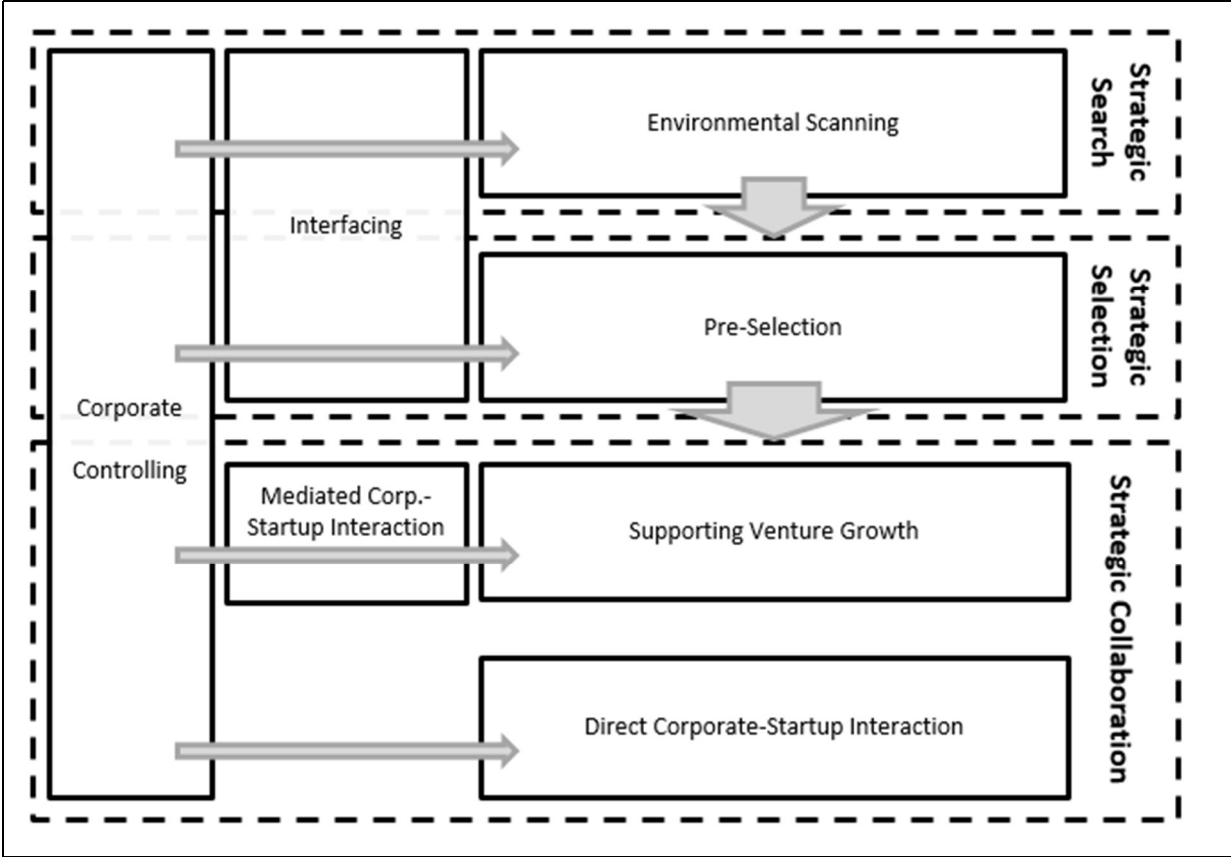 Environmental Scanning
Strategic
Search
Interfacing
Pre-Selection
Strategic
Selection
Corporate
Controlling
Mediated Corp.-
Startup Interaction
Supporting Venture Growth
Direct Corporate-Startup Interaction
Strategic Collaboration